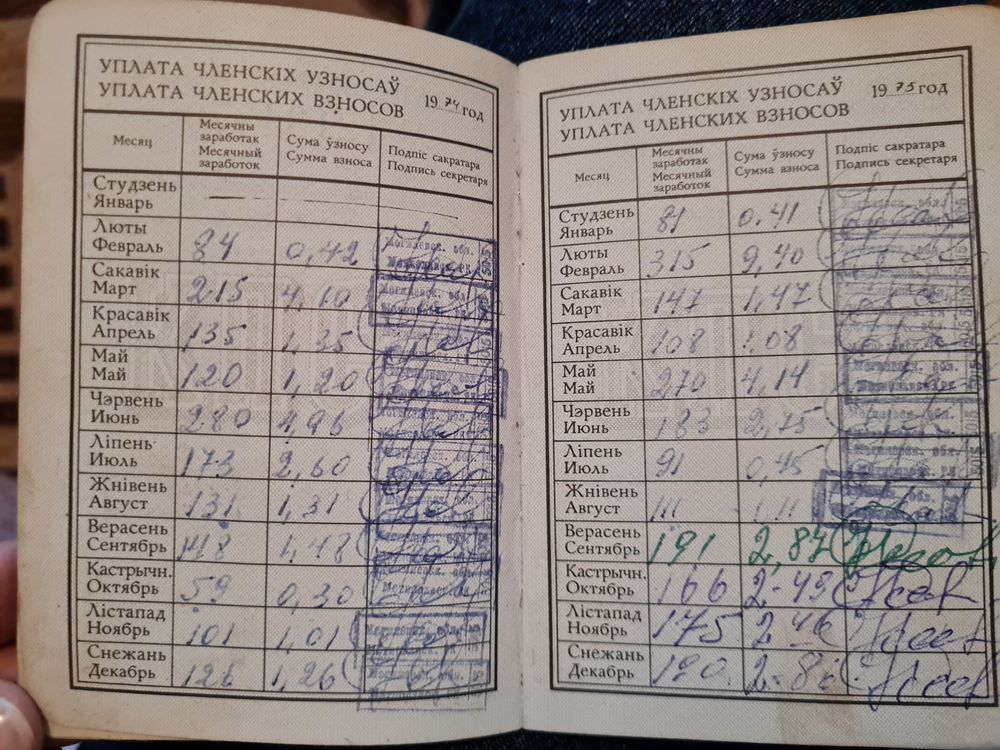 УПЛАТА ЧЛЕНСКІХ УЗНОСАЎ
УПЛАТА ЧЛЕНСКИХ ВЗНОСОВ
1974 год
Месяц
Месячны заработак
Месячный заработок
Сума ўзносу
Сумма взноса
Подпіс сакратара
Подпись секретаря
Студзень
Январь — — —
Люты
Февраль 84 0,42
Сакавік
Март 215 4,10
Красавік
Апрель 135 1,35
Май
Май 120 1,20
Чэрвень
Июнь 280 4,96
Ліпень
Июль 173 2,60
Жнівень
Август 131 1,31
Верасень
Сентябрь 148 1,48
Кастрычн.
Октябрь 59 0,30
Лістапад
Ноябрь 101 1,01
Снежань
Декабрь 126 1,26
УПЛАТА ЧЛЕНСКІХ УЗНОСАЎ
УПЛАТА ЧЛЕНСКИХ ВЗНОСОВ
1975 год
Месяц
Месячны заработак
Месячный заработок
Сума ўзносу
Сумма взноса
Подпіс сакратара
Подпись секретаря
Студзень
Январь 81 0,41
Люты
Февраль 315 9,40
Сакавік
Март 147 1,47
Красавік
Апрель 108 1,08
Май
Май 270 4,14
Чэрвень
Июнь 183 2,75
Ліпень
Июль 91 0,45
Жнівень
Август 111 1,11
Верасень
Сентябрь 191 2,87
Кастрычн.
Октябрь 166 2-49
Лістапад
Ноябрь 175
Снежань
Декабрь 190